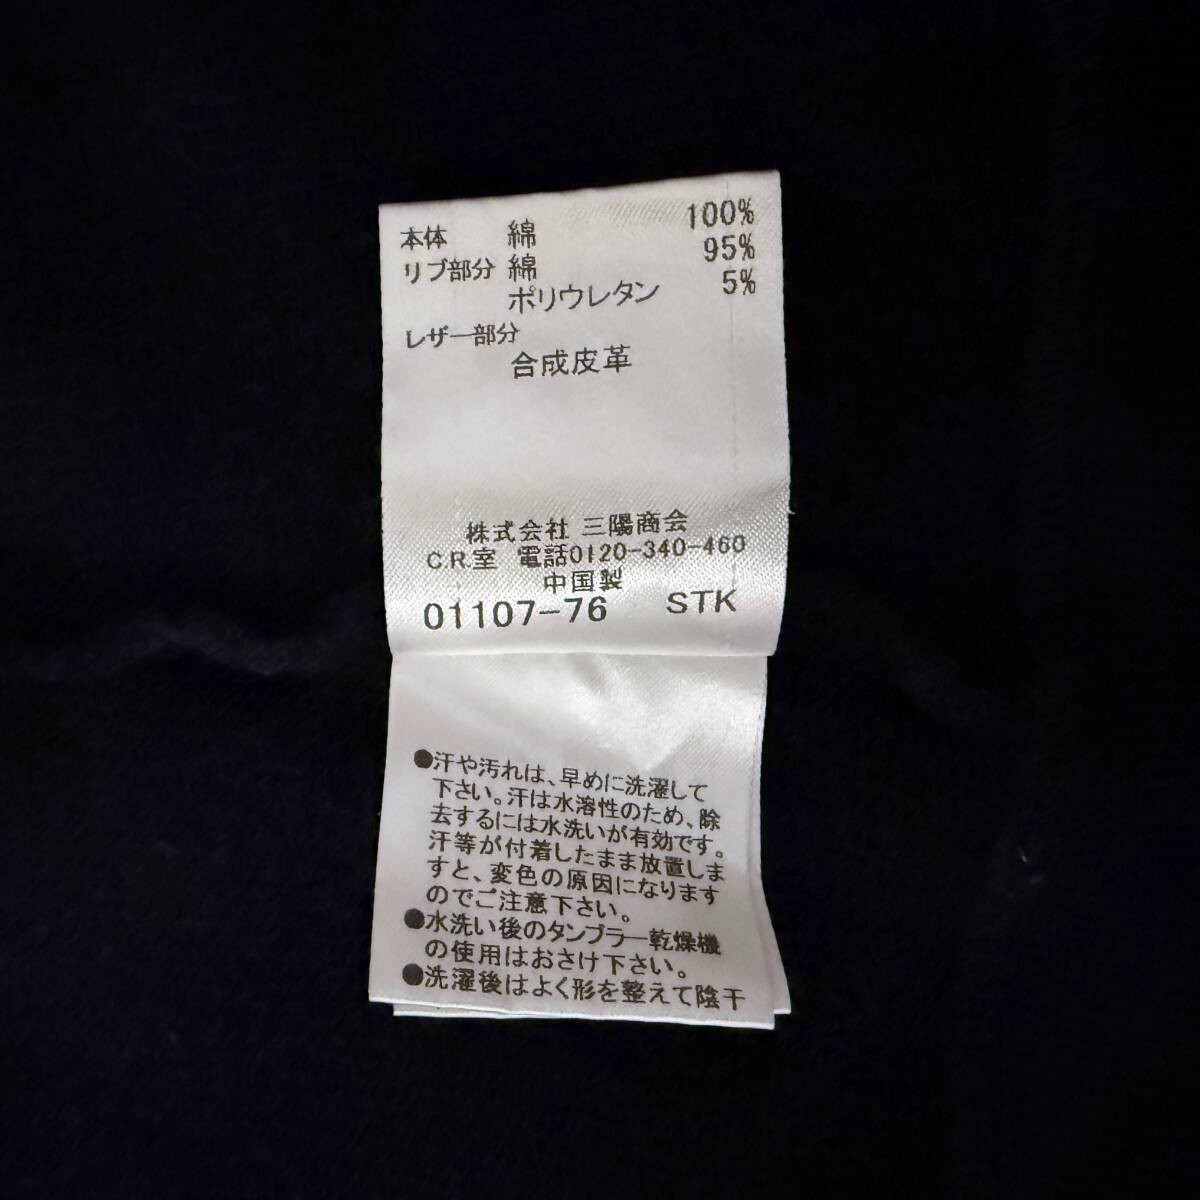 本体 綿 100%
リブ部分 綿 95%
ポリウレタン 5%
レザー部分
合成皮革
株式会社 三陽商会
C.R.室 電話0120-340-460
中国製
01107-76 STK
●汗や汚れは、早めに洗濯して
下さい。汗は水溶性のため、除
去するには水洗いが有効です。
汗等が付着したまま放置しま
すと、変色の原因になります
のでご注意下さい。
●水洗い後のタンブラー乾燥機
の使用はおさけ下さい。
●洗濯後はよく形を整えて陰干